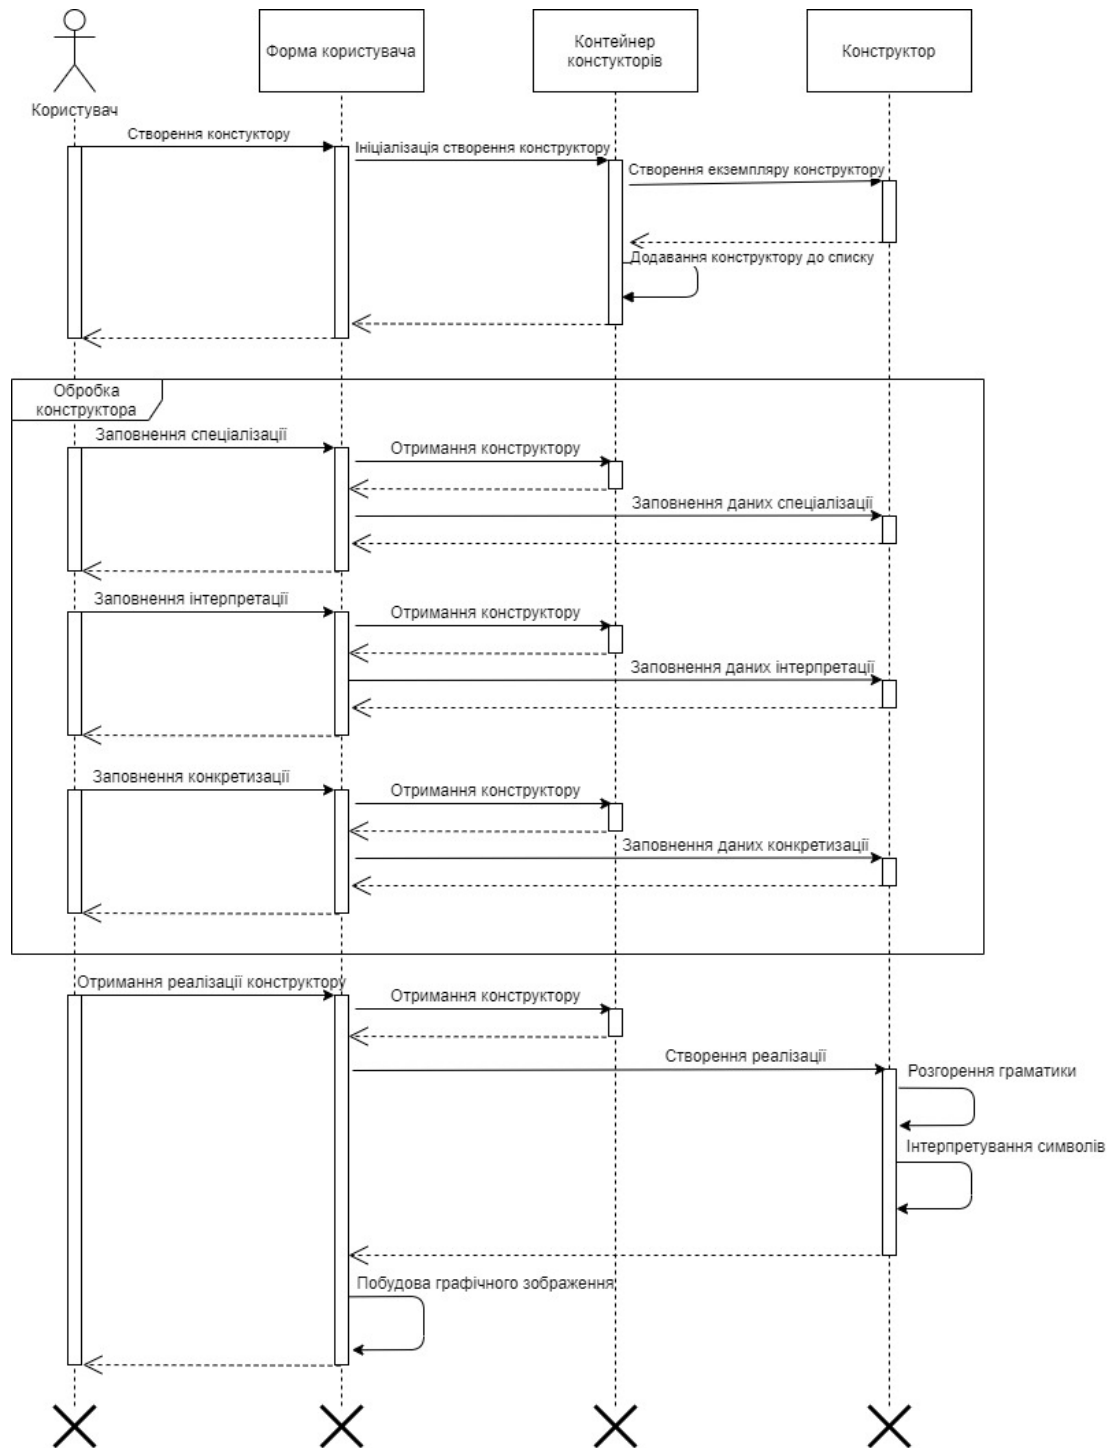 Форма користувача
Контейнер
констукторів
Конструктор
Користувач
Створення констуктору
Ініціалізація створення конструктору
Створення екземпляру конструктору
Додавання конструктору до списку
Обробка
конструктора
Заповнення спеціалізації
Отримання конструктору
Заповнення даних спеціалізації
Заповнення інтерпретації
Отримання конструктору
Заповнення даних інтерпретації
Заповнення конкретизації
Отримання конструктору
Заповнення даних конкретизації
Отримання реалізації конструктору
Отримання конструктору
Створення реалізації
Розгорення граматики
Інтерпретування символів
Побудова графічного зображення